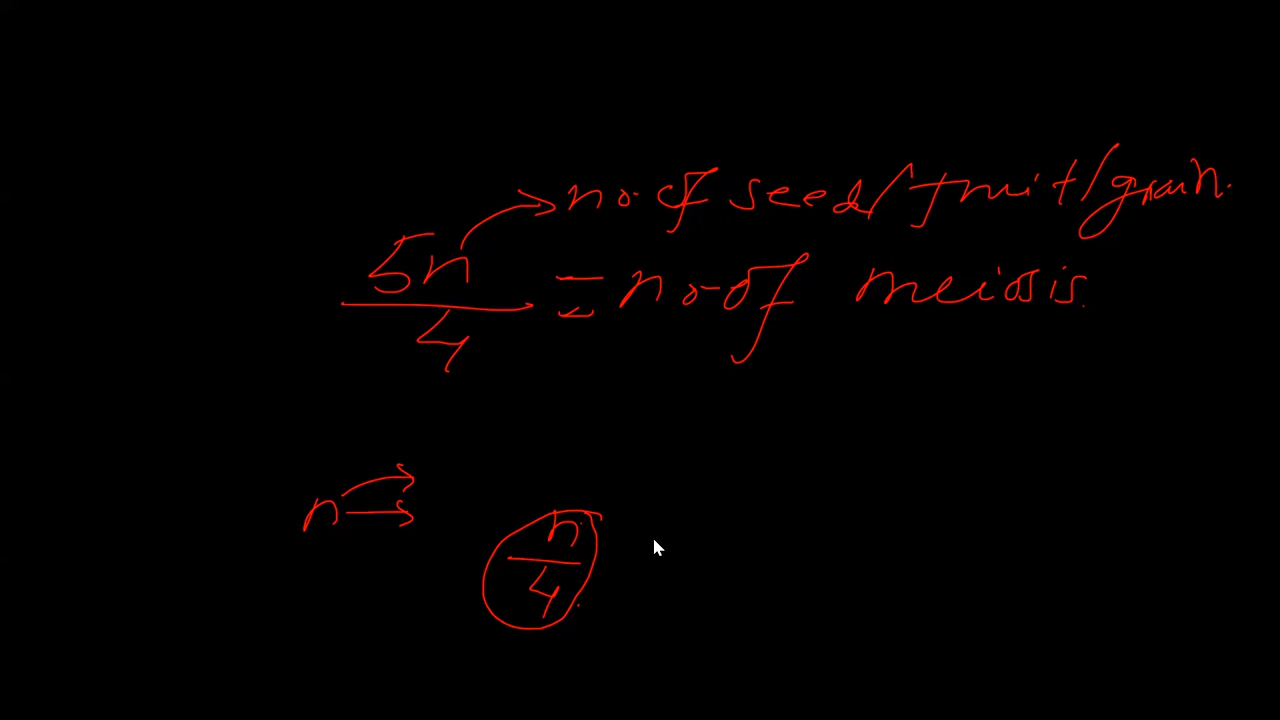 → no. of seed/fruit/grain.
5n/4 = no. of meiosis.
n →
n/4